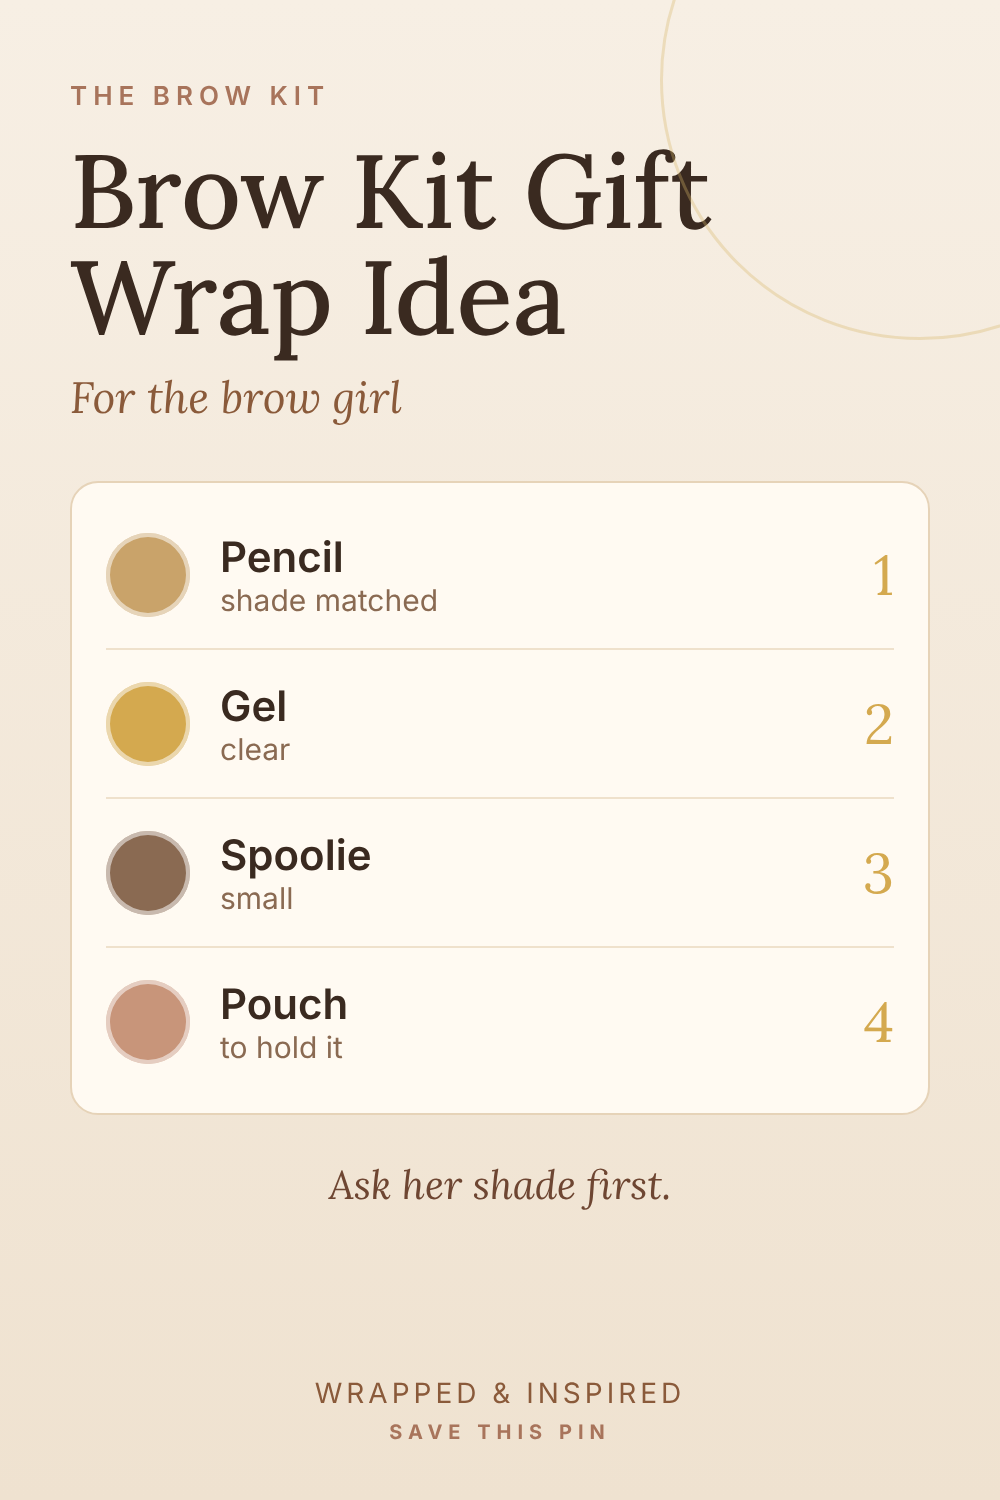 THE BROW KIT
Brow Kit Gift
Wrap Idea
For the brow girl
Pencil
shade matched
1
Gel
clear
2
Spoolie
small
3
Pouch
to hold it
4
Ask her shade first.
WRAPPED & INSPIRED
SAVE THIS PIN